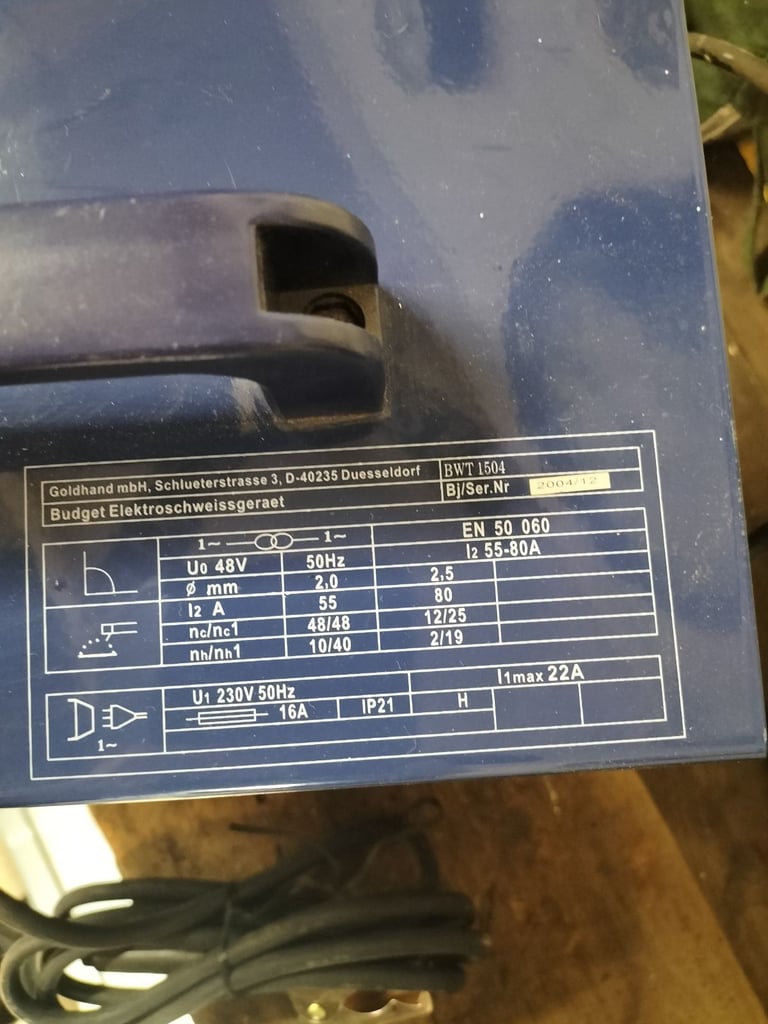 Goldhand mbH, Schlueterstrasse 3, D-40235 Duesseldorf
BWT 1504
Budget Elektroschweissgeraet
Bj/Ser.Nr 2004/12
1~ 1~
EN 50 060
U0 48V 50Hz I2 55-80A
ø mm 2,0 2,5
I2 A 55 80
nc/nc1 48/48 12/25
nh/nh1 10/40 2/19
U1 230V 50Hz I1max 22A
16A IP21 H
1~